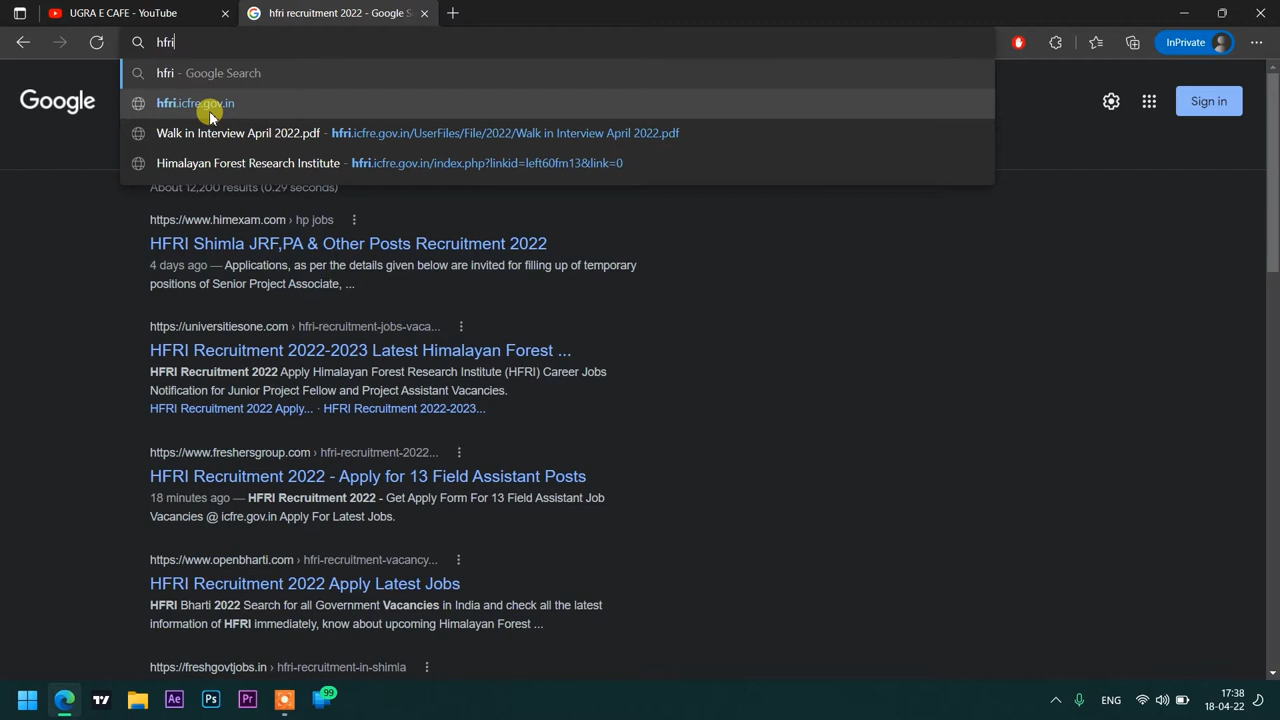 UGRA E CAFE - YouTube
hfri recruitment 2022 - Google S
hfri
InPrivate
hfri - Google Search
hfri.icfre.gov.in
Walk in Interview April 2022.pdf - hfri.icfre.gov.in/UserFiles/File/2022/Walk in Interview April 2022.pdf
Himalayan Forest Research Institute - hfri.icfre.gov.in/index.php?linkid=left60fm13&link=0
Google
Sign in
About 12,200 results (0.29 seconds)
https://www.himexam.com › hp jobs
HFRI Shimla JRF,PA & Other Posts Recruitment 2022
4 days ago — Applications, as per the details given below are invited for filling up of temporary
positions of Senior Project Associate, ...
https://universitiesone.com › hfri-recruitment-jobs-vaca...
HFRI Recruitment 2022-2023 Latest Himalayan Forest ...
HFRI Recruitment 2022 Apply Himalayan Forest Research Institute (HFRI) Career Jobs
Notification for Junior Project Fellow and Project Assistant Vacancies.
HFRI Recruitment 2022 Apply... · HFRI Recruitment 2022-2023...
https://www.freshersgroup.com › hfri-recruitment-2022...
HFRI Recruitment 2022 - Apply for 13 Field Assistant Posts
18 minutes ago — HFRI Recruitment 2022 - Get Apply Form For 13 Field Assistant Job
Vacancies @ icfre.gov.in Apply For Latest Jobs.
https://www.openbharti.com › hfri-recruitment-vacancy...
HFRI Recruitment 2022 Apply Latest Jobs
HFRI Bharti 2022 Search for all Government Vacancies in India and check all the latest
information of HFRI immediately, know about upcoming Himalayan Forest ...
https://freshgovtjobs.in › hfri-recruitment-in-shimla
Ae
Ps
Pr
99
ENG
17:38
18-04-22